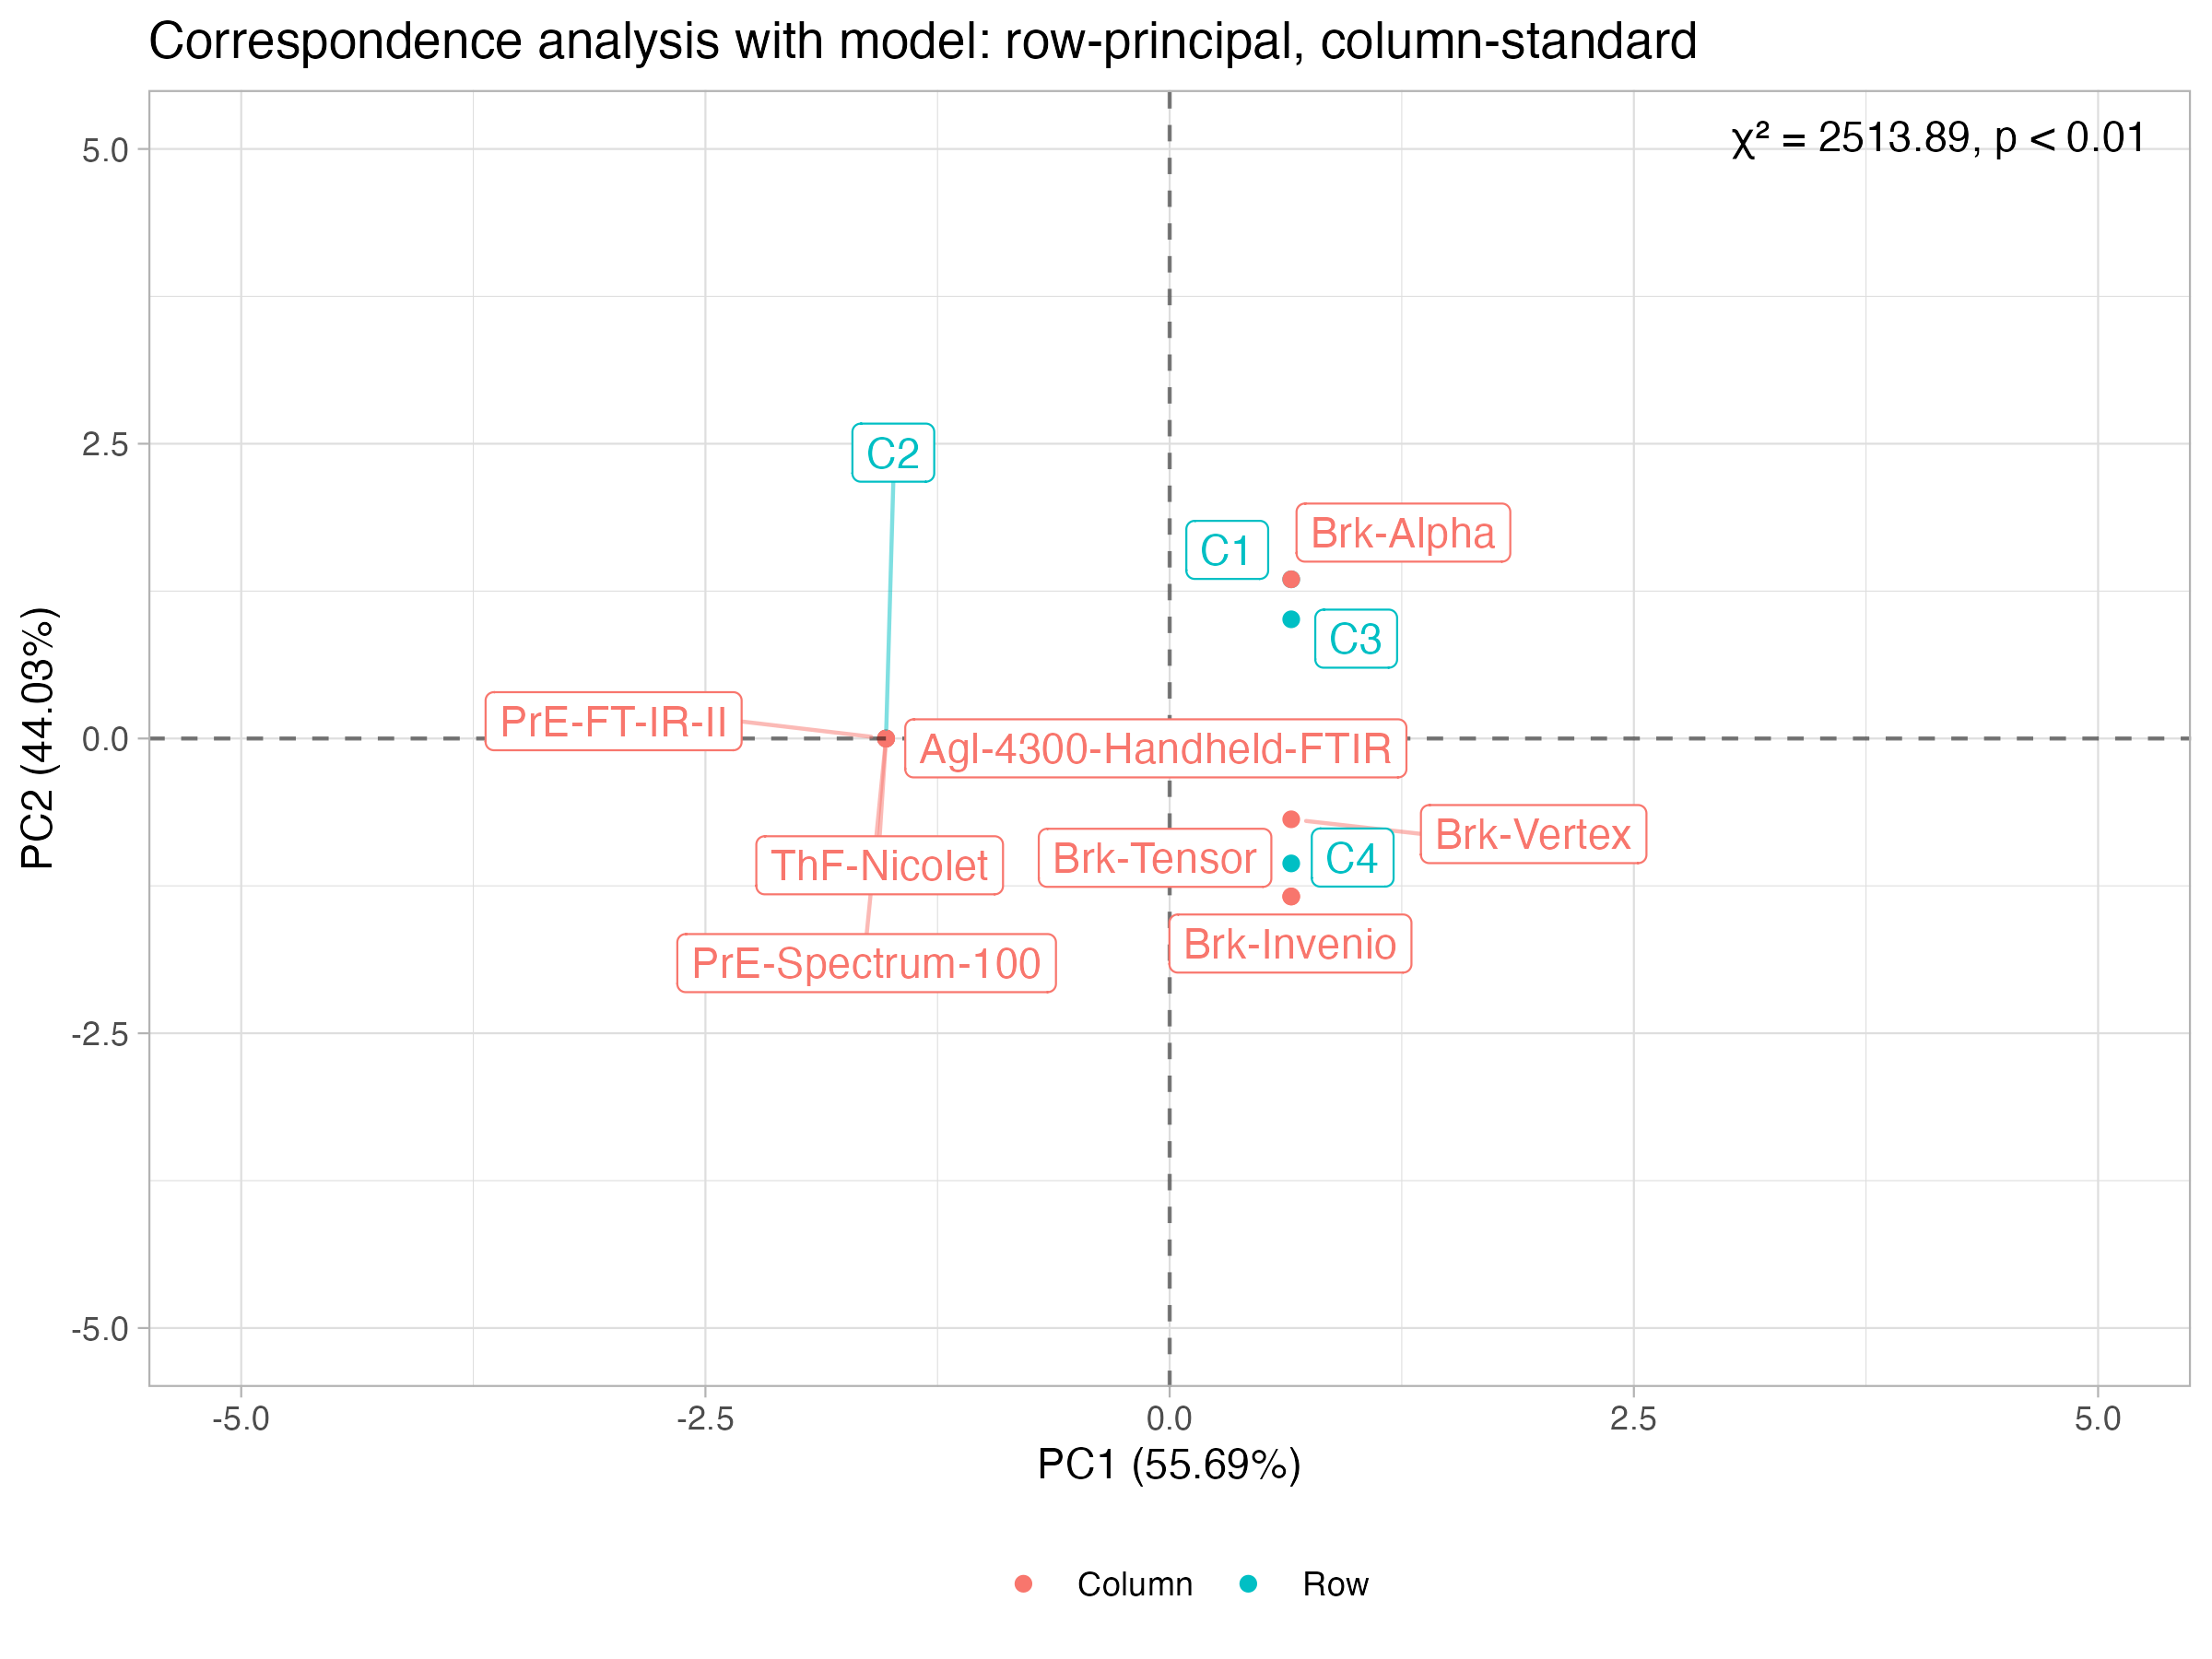 Correspondence analysis with model: row-principal, column-standard
χ² = 2513.89, p < 0.01
5.0
2.5
0.0
-2.5
-5.0
PC2 (44.03%)
C2
Brk-Alpha
C1
C3
PrE-FT-IR-II
Agl-4300-Handheld-FTIR
Brk-Vertex
Brk-Tensor
C4
ThF-Nicolet
Brk-Invenio
PrE-Spectrum-100
-5.0
-2.5
0.0
2.5
5.0
PC1 (55.69%)
Column
Row